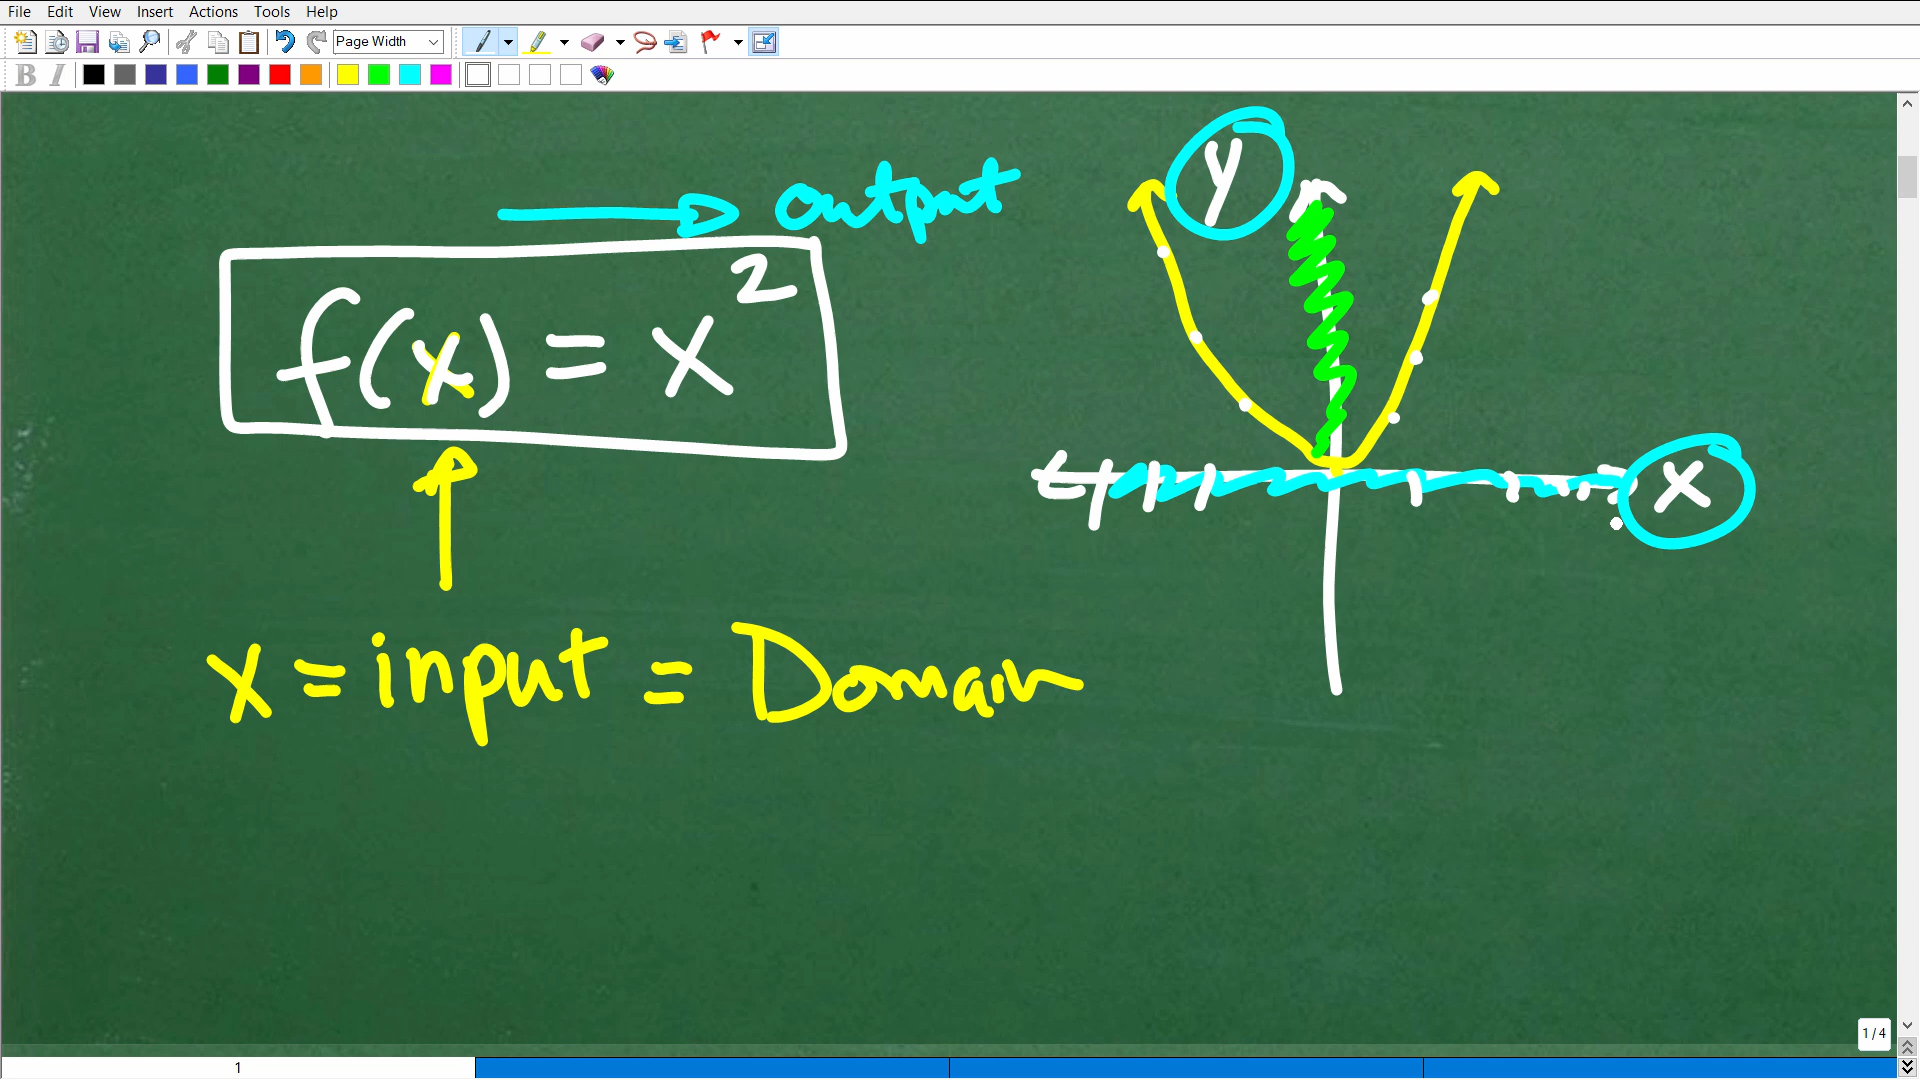 File Edit View Insert Actions Tools Help
Page Width
B I
output
f(x) = x²
y
x
x = input = Domain
1 / 4
1